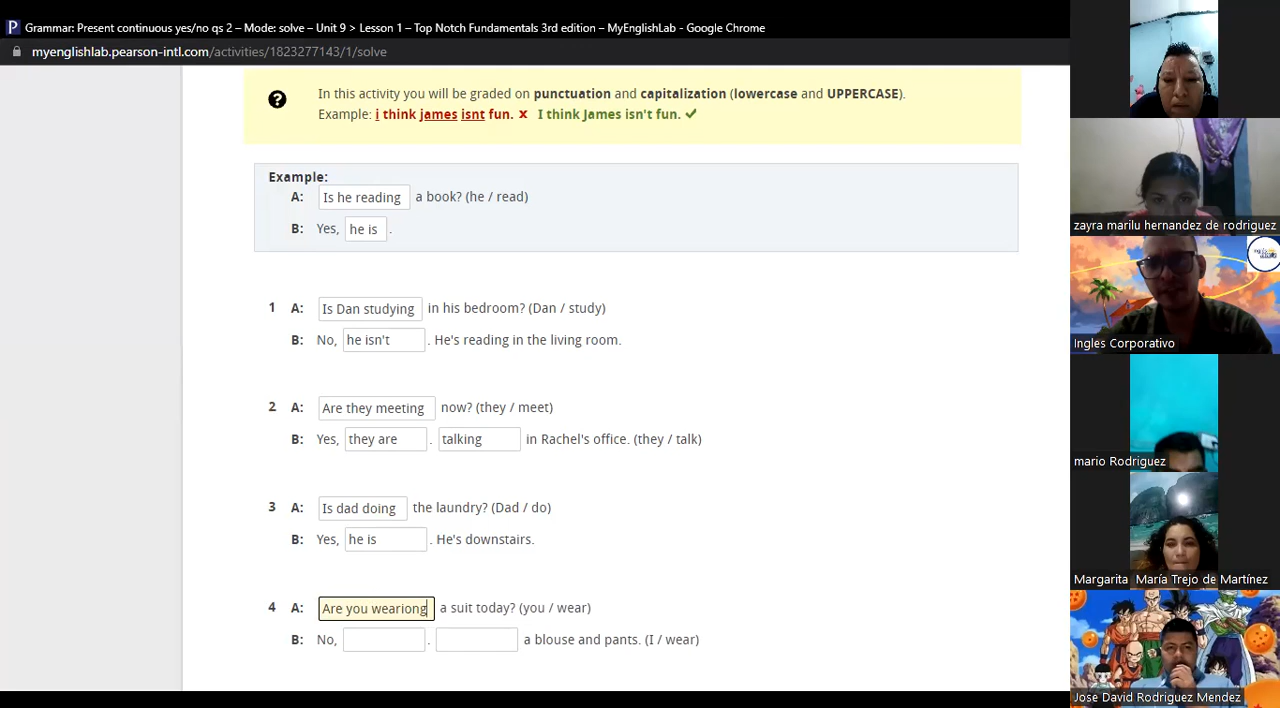 Grammar: Present continuous yes/no qs 2 – Mode: solve – Unit 9 > Lesson 1 – Top Notch Fundamentals 3rd edition – MyEnglishLab - Google Chrome
myenglishlab.pearson-intl.com/activities/1823277143/1/solve
In this activity you will be graded on punctuation and capitalization (lowercase and UPPERCASE).
Example: i think james isnt fun. ✗ I think James isn't fun. ✓
Example:
A: Is he reading a book? (he / read)
B: Yes, he is .
1 A: Is Dan studying in his bedroom? (Dan / study)
B: No, he isn't . He's reading in the living room.
2 A: Are they meeting now? (they / meet)
B: Yes, they are . talking in Rachel's office. (they / talk)
3 A: Is dad doing the laundry? (Dad / do)
B: Yes, he is . He's downstairs.
4 A: Are you weariong a suit today? (you / wear)
B: No, . a blouse and pants. (I / wear)
zayra marilu hernandez de rodriguez
Ingles Corporativo
mario Rodriguez
Margarita María Trejo de Martínez
Jose David Rodriguez Mendez